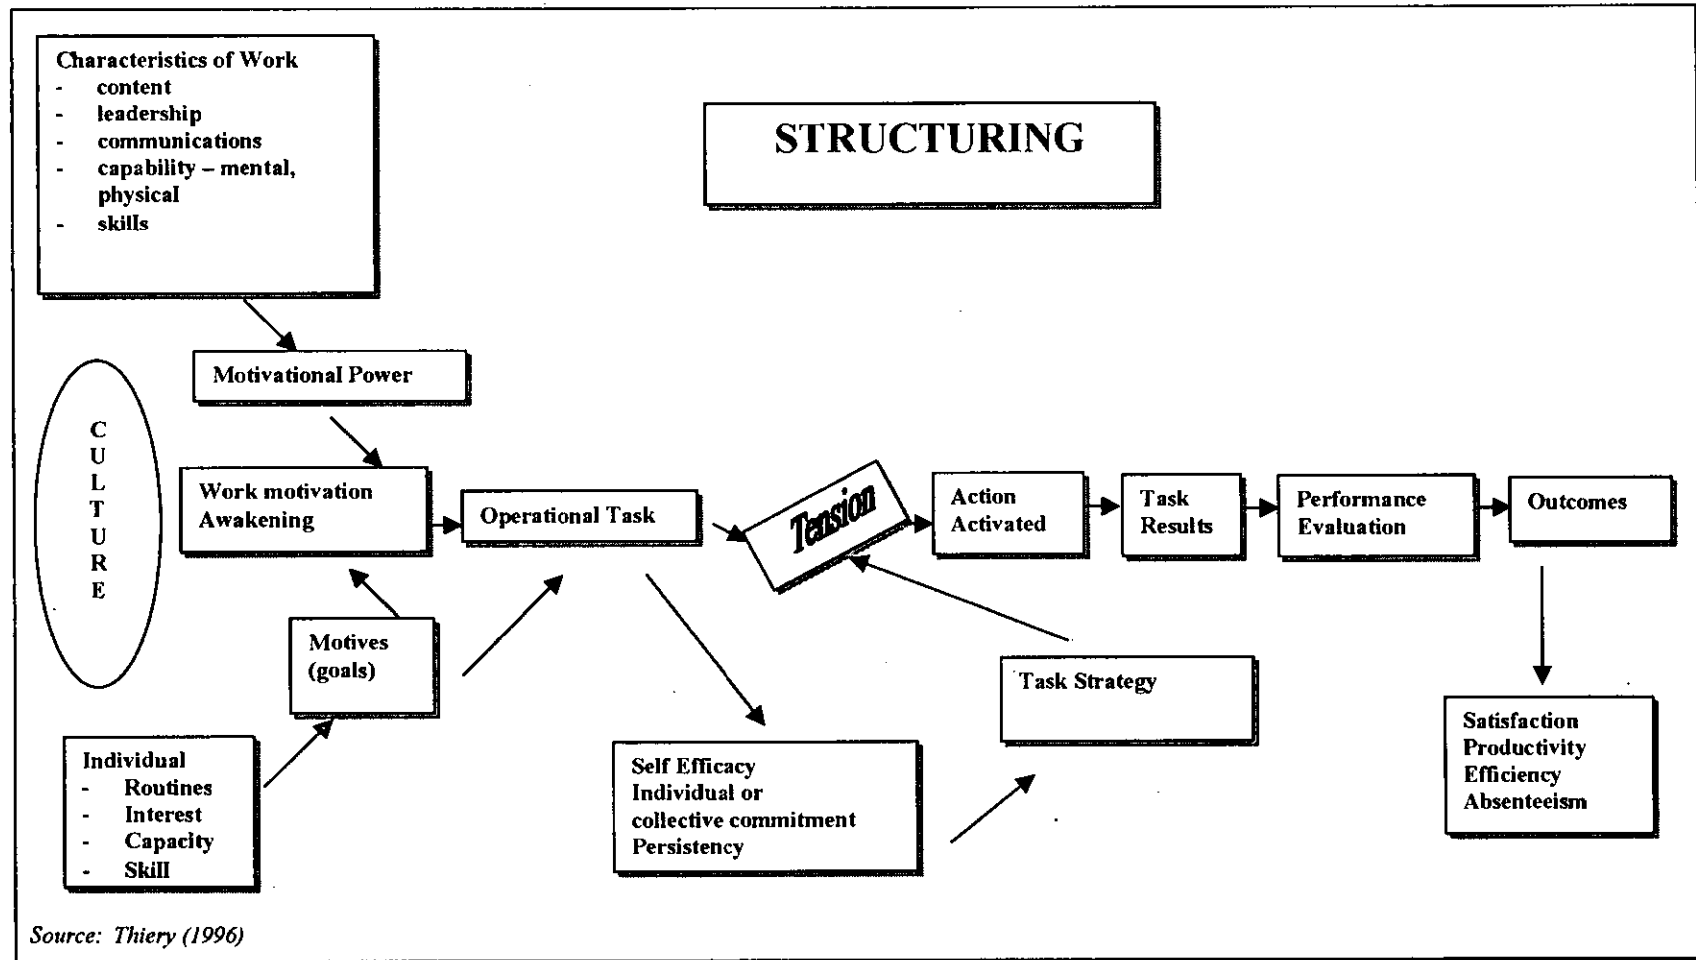 Characteristics of Work
- content
- leadership
- communications
- capability – mental,
physical
- skills
STRUCTURING
Motivational Power
CULTURE
Work motivation
Awakening
Operational Task
Tension
Action
Activated
Task
Results
Performance
Evaluation
Outcomes
Motives
(goals)
Task Strategy
Individual
- Routines
- Interest
- Capacity
- Skill
Self Efficacy
Individual or
collective commitment
Persistency
Satisfaction
Productivity
Efficiency
Absenteeism
Source: Thiery (1996)